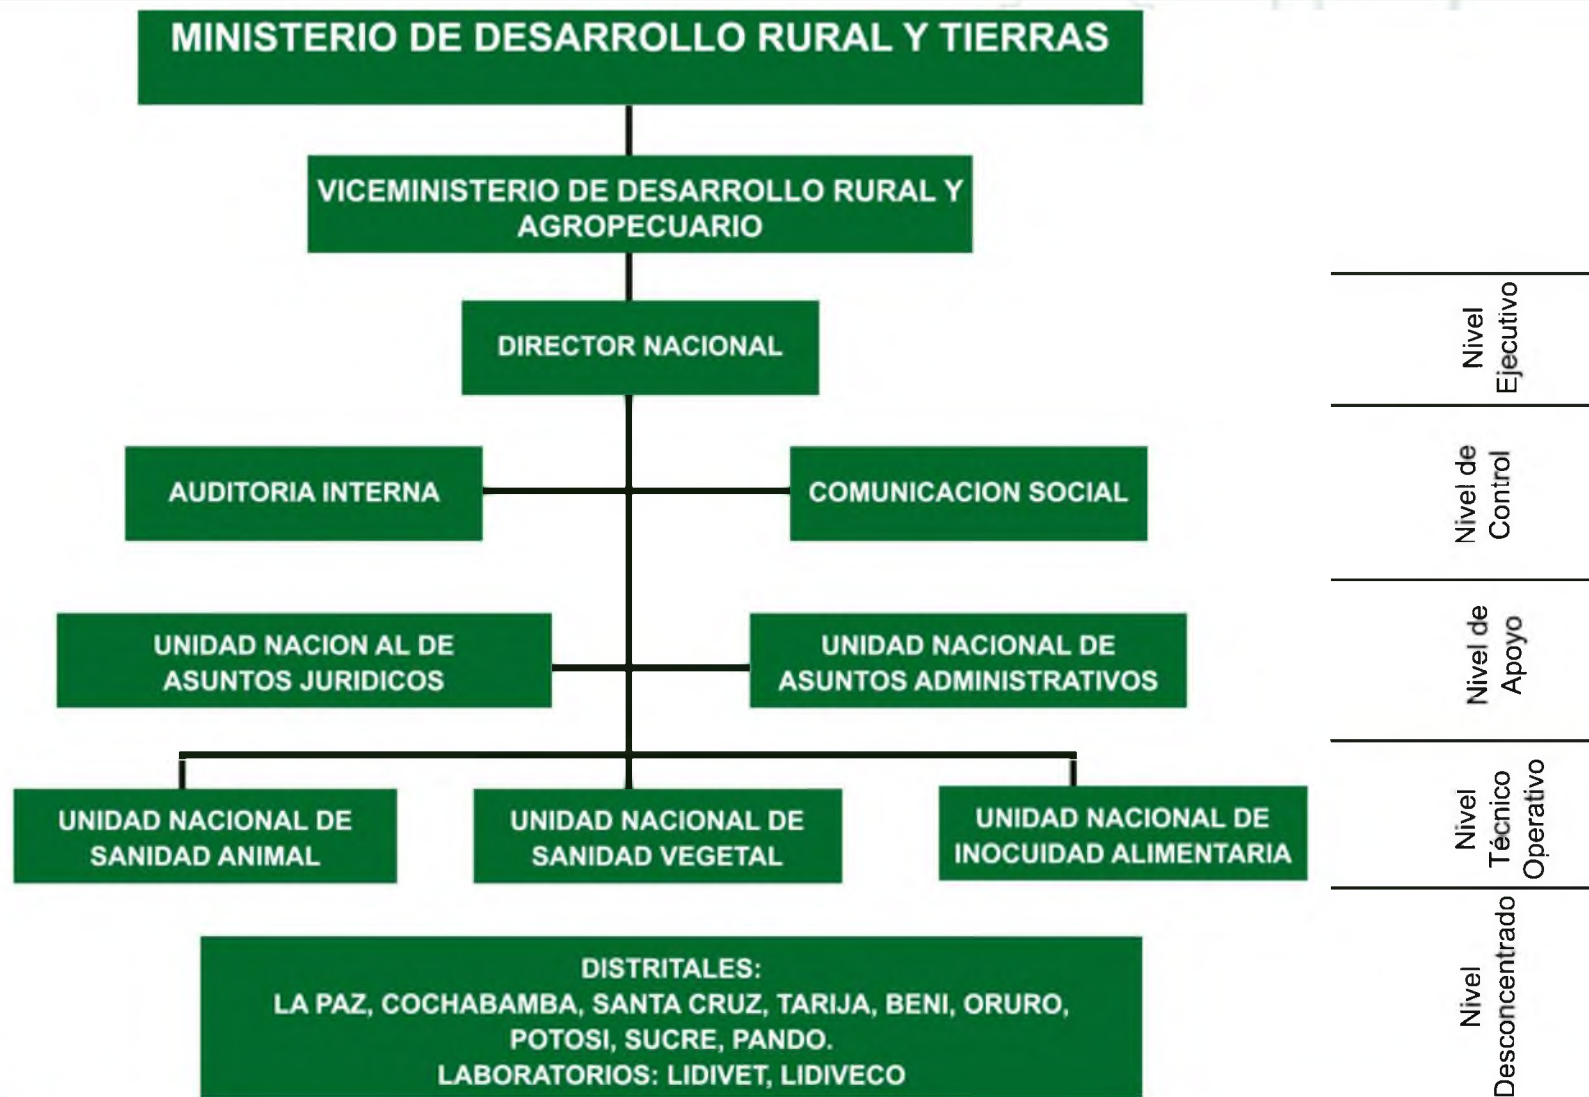 MINISTERIO DE DESARROLLO RURAL Y TIERRAS
VICEMINISTERIO DE DESARROLLO RURAL Y
AGROPECUARIO
DIRECTOR NACIONAL
Nivel
Ejecutivo
AUDITORIA INTERNA
COMUNICACION SOCIAL
Nivel de
Control
UNIDAD NACION AL DE
ASUNTOS JURIDICOS
UNIDAD NACIONAL DE
ASUNTOS ADMINISTRATIVOS
Nivel de
Apoyo
UNIDAD NACIONAL DE
SANIDAD ANIMAL
UNIDAD NACIONAL DE
SANIDAD VEGETAL
UNIDAD NACIONAL DE
INOCUIDAD ALIMENTARIA
Nivel
Técnico
Operativo
DISTRITALES:
LA PAZ, COCHABAMBA, SANTA CRUZ, TARIJA, BENI, ORURO,
POTOSI, SUCRE, PANDO.
LABORATORIOS: LIDIVET, LIDIVECO
Nivel
Desconcentrado